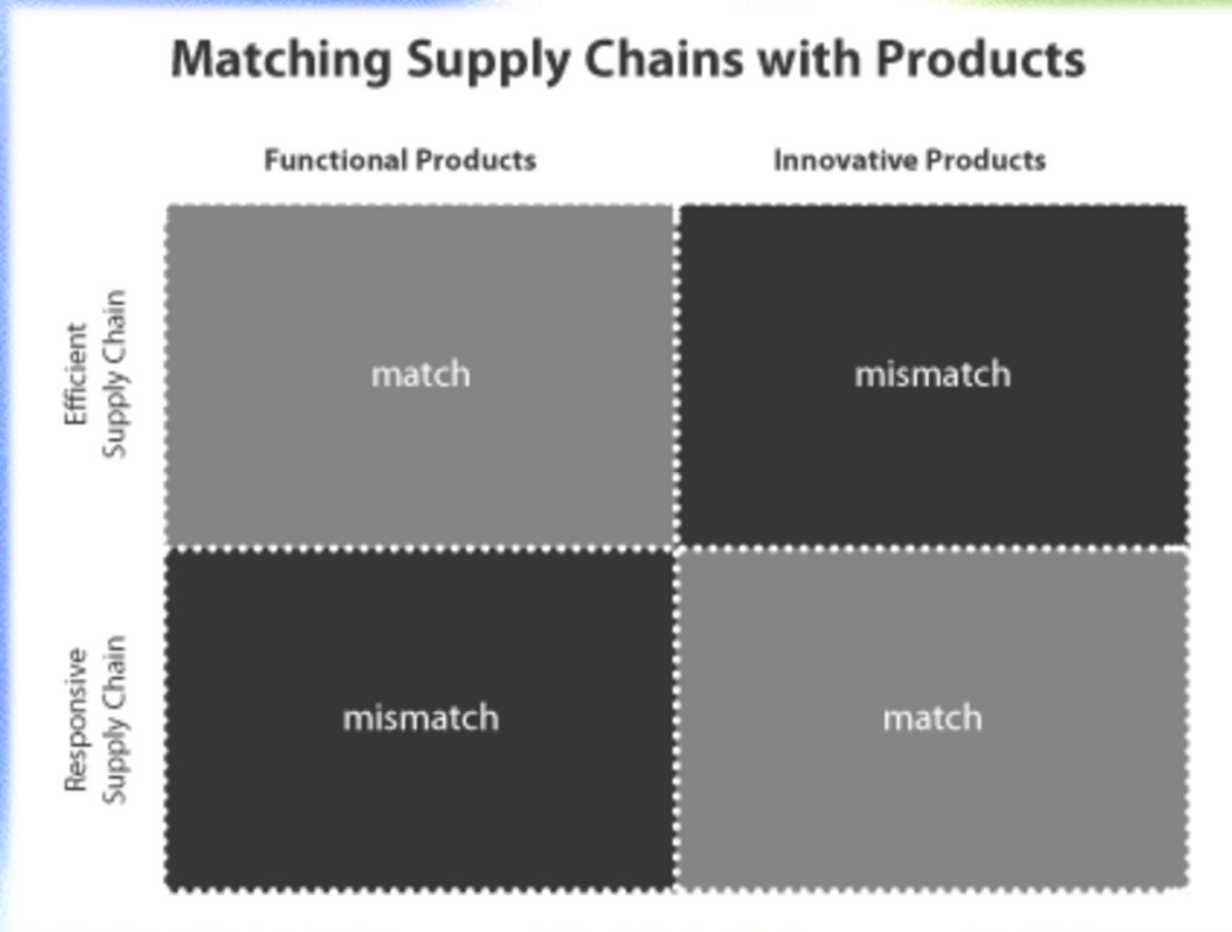 Matching Supply Chains with Products
Functional Products
Innovative Products
Efficient
Supply Chain
match
mismatch
Responsive
Supply Chain
mismatch
match